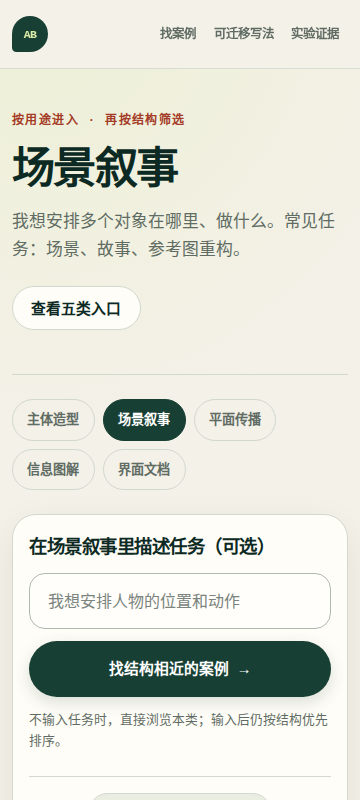 AB
找案例 可迁移写法 实验证据
按用途进入 · 再按结构筛选
场景叙事
我想安排多个对象在哪里、做什么。常见任
务：场景、故事、参考图重构。
查看五类入口
主体造型 场景叙事 平面传播
信息图解 界面文档
在场景叙事里描述任务（可选）
我想安排人物的位置和动作
找结构相近的案例 →
不输入任务时，直接浏览本类；输入后仍按结构优先
排序。